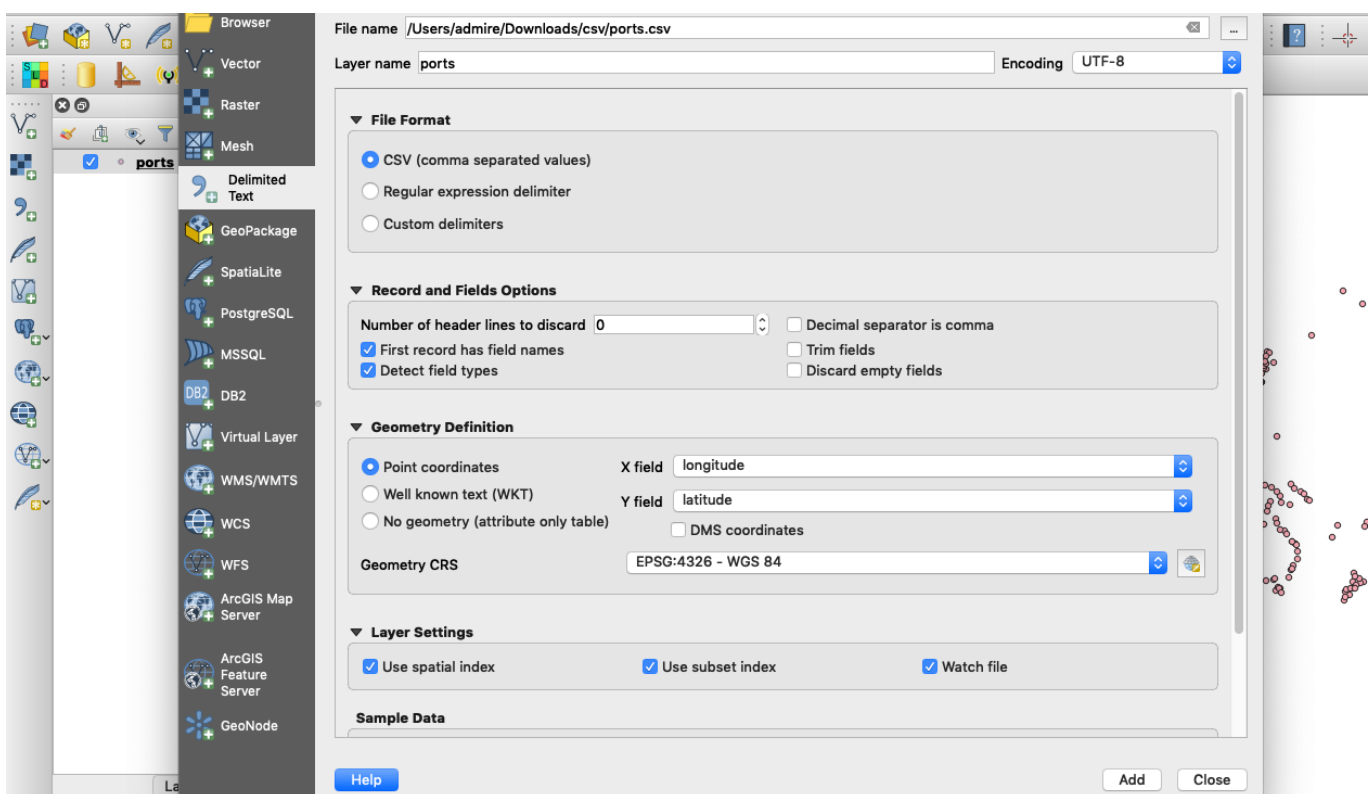 Browser
Vector
Raster
Mesh
Delimited
Text
GeoPackage
SpatiaLite
PostgreSQL
MSSQL
DB2
DB2
Virtual Layer
WMS/WMTS
WCS
WFS
ArcGIS Map
Server
ArcGIS
Feature
Server
GeoNode
ports
File name /Users/admire/Downloads/csv/ports.csv ...
Layer name ports Encoding UTF-8
File Format
CSV (comma separated values)
Regular expression delimiter
Custom delimiters
Record and Fields Options
Number of header lines to discard 0 Decimal separator is comma
First record has field names Trim fields
Detect field types Discard empty fields
Geometry Definition
Point coordinates X field longitude
Well known text (WKT) Y field latitude
No geometry (attribute only table) DMS coordinates
Geometry CRS EPSG:4326 - WGS 84
Layer Settings
Use spatial index Use subset index Watch file
Sample Data
Help Add Close